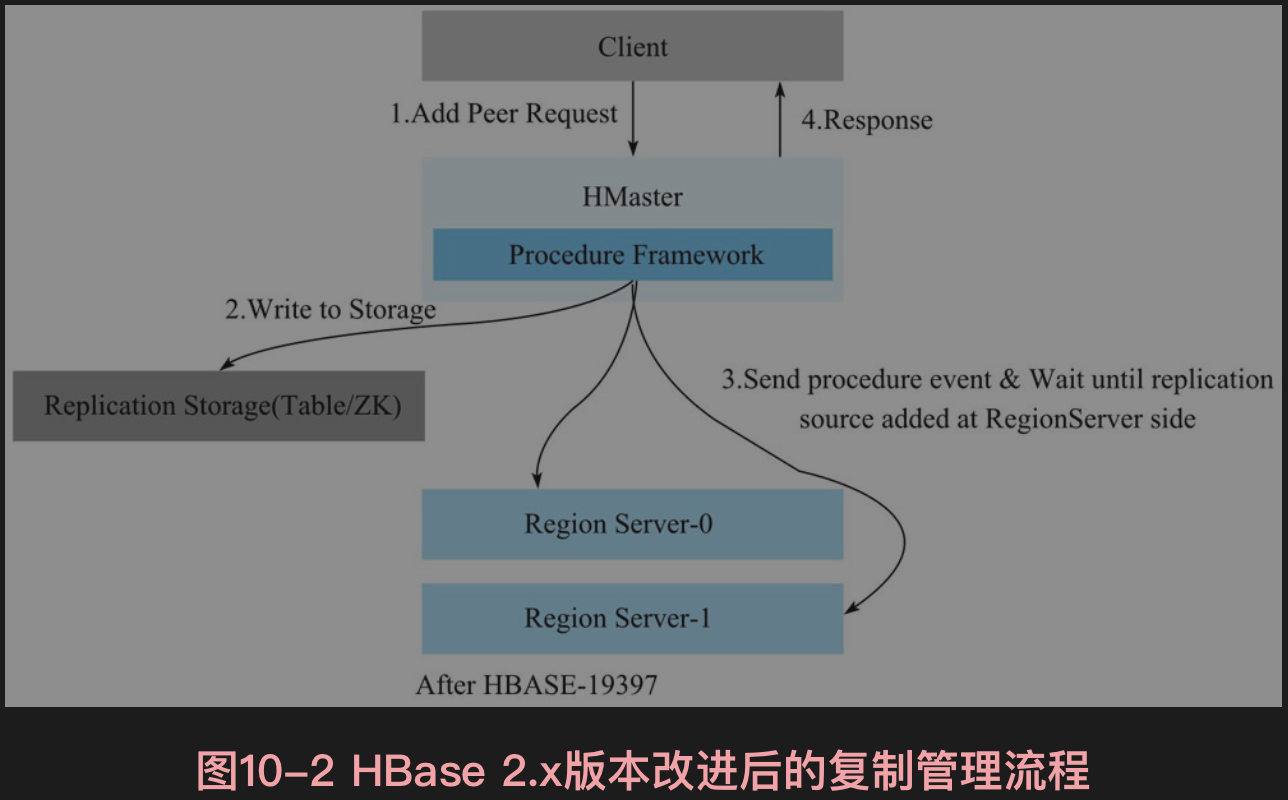 Client
1.Add Peer Request
4.Response
HMaster
Procedure Framework
2.Write to Storage
Replication Storage(Table/ZK)
3.Send procedure event & Wait until replication
source added at RegionServer side
Region Server-0
Region Server-1
After HBASE-19397
图10-2 HBase 2.x版本改进后的复制管理流程